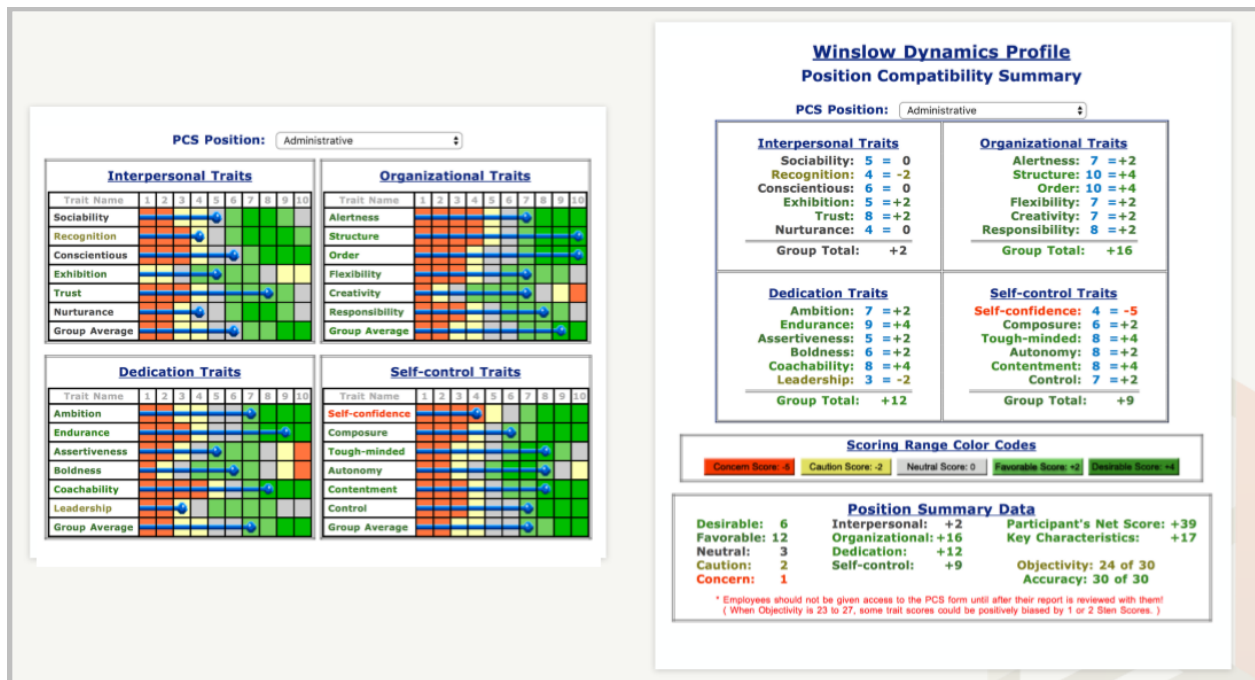 PCS Position: Administrative
Interpersonal Traits
Trait Name 1 2 3 4 5 6 7 8 9 10
Sociability
Recognition
Conscientious
Exhibition
Trust
Nurturance
Group Average
Organizational Traits
Trait Name 1 2 3 4 5 6 7 8 9 10
Alertness
Structure
Order
Flexibility
Creativity
Responsibility
Group Average
Dedication Traits
Trait Name 1 2 3 4 5 6 7 8 9 10
Ambition
Endurance
Assertiveness
Boldness
Coachability
Leadership
Group Average
Self-control Traits
Trait Name 1 2 3 4 5 6 7 8 9 10
Self-confidence
Composure
Tough-minded
Autonomy
Contentment
Control
Group Average
Winslow Dynamics Profile
Position Compatibility Summary
PCS Position: Administrative
Interpersonal Traits
Sociability: 5 = 0
Recognition: 4 = -2
Conscientious: 6 = 0
Exhibition: 5 =+2
Trust: 8 =+2
Nurturance: 4 = 0
Group Total: +2
Organizational Traits
Alertness: 7 =+2
Structure: 10 =+4
Order: 10 =+4
Flexibility: 7 =+2
Creativity: 7 =+2
Responsibility: 8 =+2
Group Total: +16
Dedication Traits
Ambition: 7 =+2
Endurance: 9 =+4
Assertiveness: 5 =+2
Boldness: 6 =+2
Coachability: 8 =+4
Leadership: 3 = -2
Group Total: +12
Self-control Traits
Self-confidence: 4 = -5
Composure: 6 =+2
Tough-minded: 8 =+4
Autonomy: 8 =+2
Contentment: 8 =+4
Control: 7 =+2
Group Total: +9
Scoring Range Color Codes
Concern Score: -5 Caution Score: -2 Neutral Score: 0 Favorable Score: +2 Desirable Score: +4
Position Summary Data
Desirable: 6 Interpersonal: +2 Participant's Net Score: +39
Favorable: 12 Organizational: +16 Key Characteristics: +17
Neutral: 3 Dedication: +12
Caution: 2 Self-control: +9 Objectivity: 24 of 30
Concern: 1 Accuracy: 30 of 30
* Employees should not be given access to the PCS form until after their report is reviewed with them!
( When Objectivity is 23 to 27, some trait scores could be positively biased by 1 or 2 Sten Scores. )